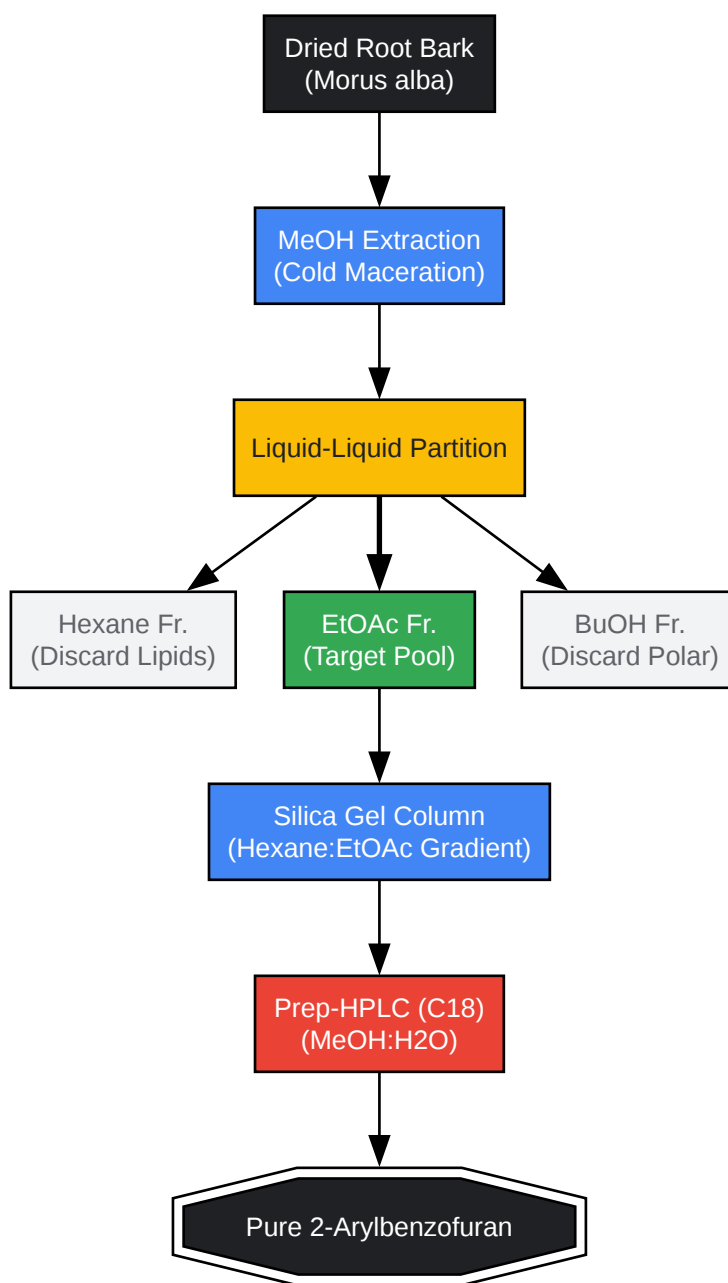 Dried Root Bark
(Morus alba)
MeOH Extraction
(Cold Maceration)
Liquid-Liquid Partition
Hexane Fr.
(Discard Lipids)
EtOAc Fr.
(Target Pool)
BuOH Fr.
(Discard Polar)
Silica Gel Column
(Hexane:EtOAc Gradient)
Prep-HPLC (C18)
(MeOH:H2O)
Pure 2-Arylbenzofuran